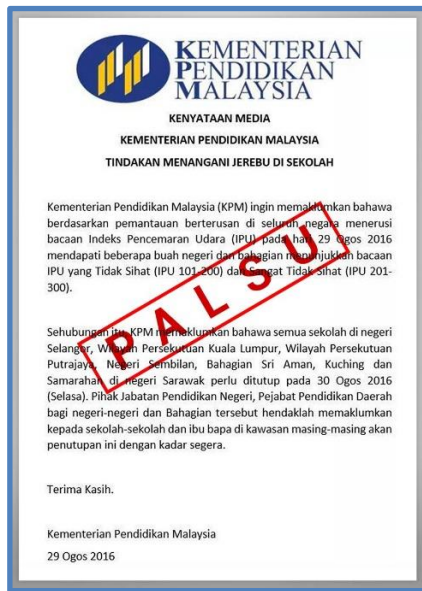 KEMENTERIAN
PENDIDIKAN
MALAYSIA
KENYATAAN MEDIA
KEMENTERIAN PENDIDIKAN MALAYSIA
TINDAKAN MENANGANI JEREBU DI SEKOLAH
Kementerian Pendidikan Malaysia (KPM) ingin memaklumkan bahawa
berdasarkan pemantauan berterusan di seluruh negara menerusi
bacaan Indeks Pencemaran Udara (IPU) pada hari 29 Ogos 2016
mendapati beberapa buah negeri dan bahagian menunjukkan bacaan
IPU yang Tidak Sihat (IPU 101-200) dan Sangat Tidak Sihat (IPU 201-
300).
PALSU
Sehubungan itu, KPM memaklumkan bahawa semua sekolah di negeri
Selangor, Wilayah Persekutuan Kuala Lumpur, Wilayah Persekutuan
Putrajaya, Negeri Sembilan, Bahagian Sri Aman, Kuching dan
Samarahan di negeri Sarawak perlu ditutup pada 30 Ogos 2016
(Selasa). Pihak Jabatan Pendidikan Negeri, Pejabat Pendidikan Daerah
bagi negeri-negeri dan Bahagian tersebut hendaklah memaklumkan
kepada sekolah-sekolah dan ibu bapa di kawasan masing-masing akan
penutupan ini dengan kadar segera.
Terima Kasih.
Kementerian Pendidikan Malaysia
29 Ogos 2016